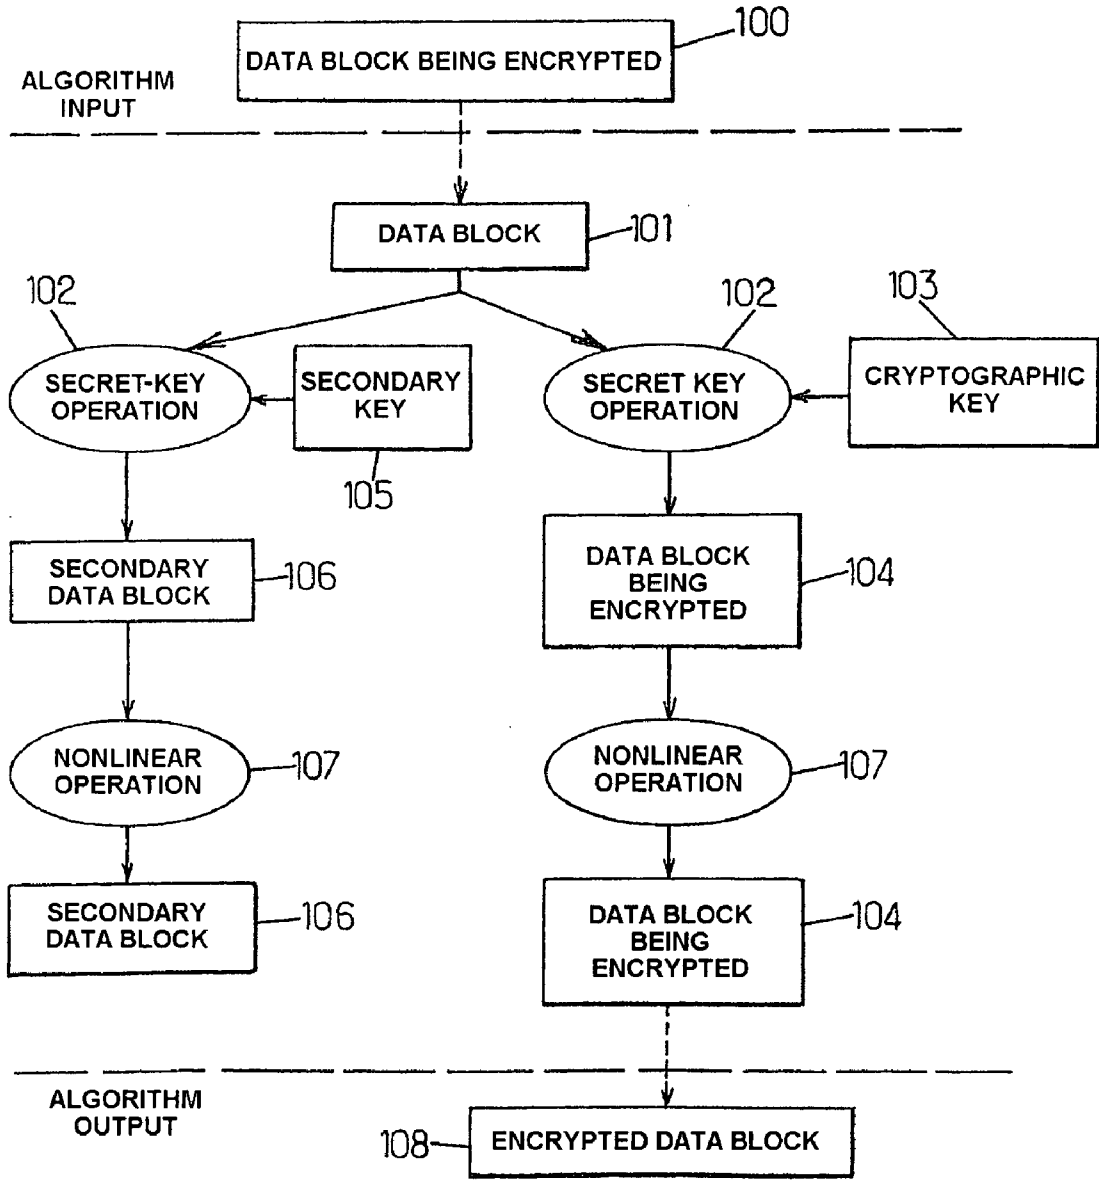 100
DATA BLOCK BEING ENCRYPTED
ALGORITHM
INPUT
DATA BLOCK
101
102
102
103
SECRET-KEY
OPERATION
SECONDARY
KEY
SECRET KEY
OPERATION
CRYPTOGRAPHIC
KEY
105
SECONDARY
DATA BLOCK
106
DATA BLOCK
BEING
ENCRYPTED
104
NONLINEAR
OPERATION
107
NONLINEAR
OPERATION
107
SECONDARY
DATA BLOCK
106
DATA BLOCK
BEING
ENCRYPTED
104
ALGORITHM
OUTPUT
108
ENCRYPTED DATA BLOCK